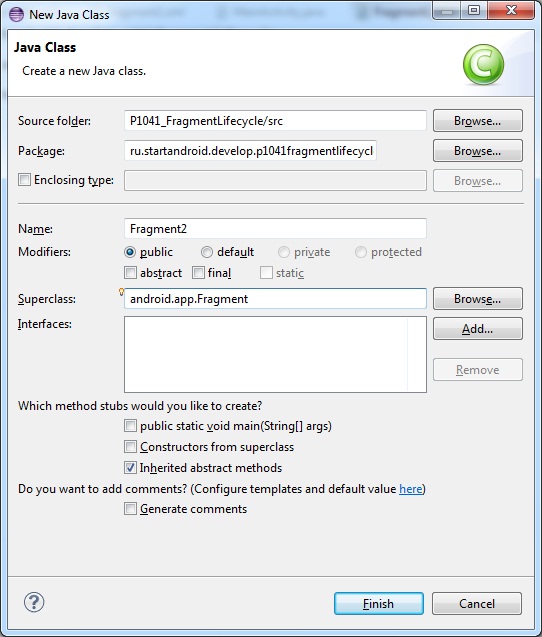 New Java Class
Java Class
Create a new Java class.
Source folder: P1041_FragmentLifecycle/src Browse...
Package: ru.startandroid.develop.p1041fragmentlifecycl Browse...
Enclosing type: Browse...
Name: Fragment2
Modifiers: public default private protected
abstract final static
Superclass: android.app.Fragment Browse...
Interfaces: Add...
Remove
Which method stubs would you like to create?
public static void main(String[] args)
Constructors from superclass
Inherited abstract methods
Do you want to add comments? (Configure templates and default value here)
Generate comments
? Finish Cancel